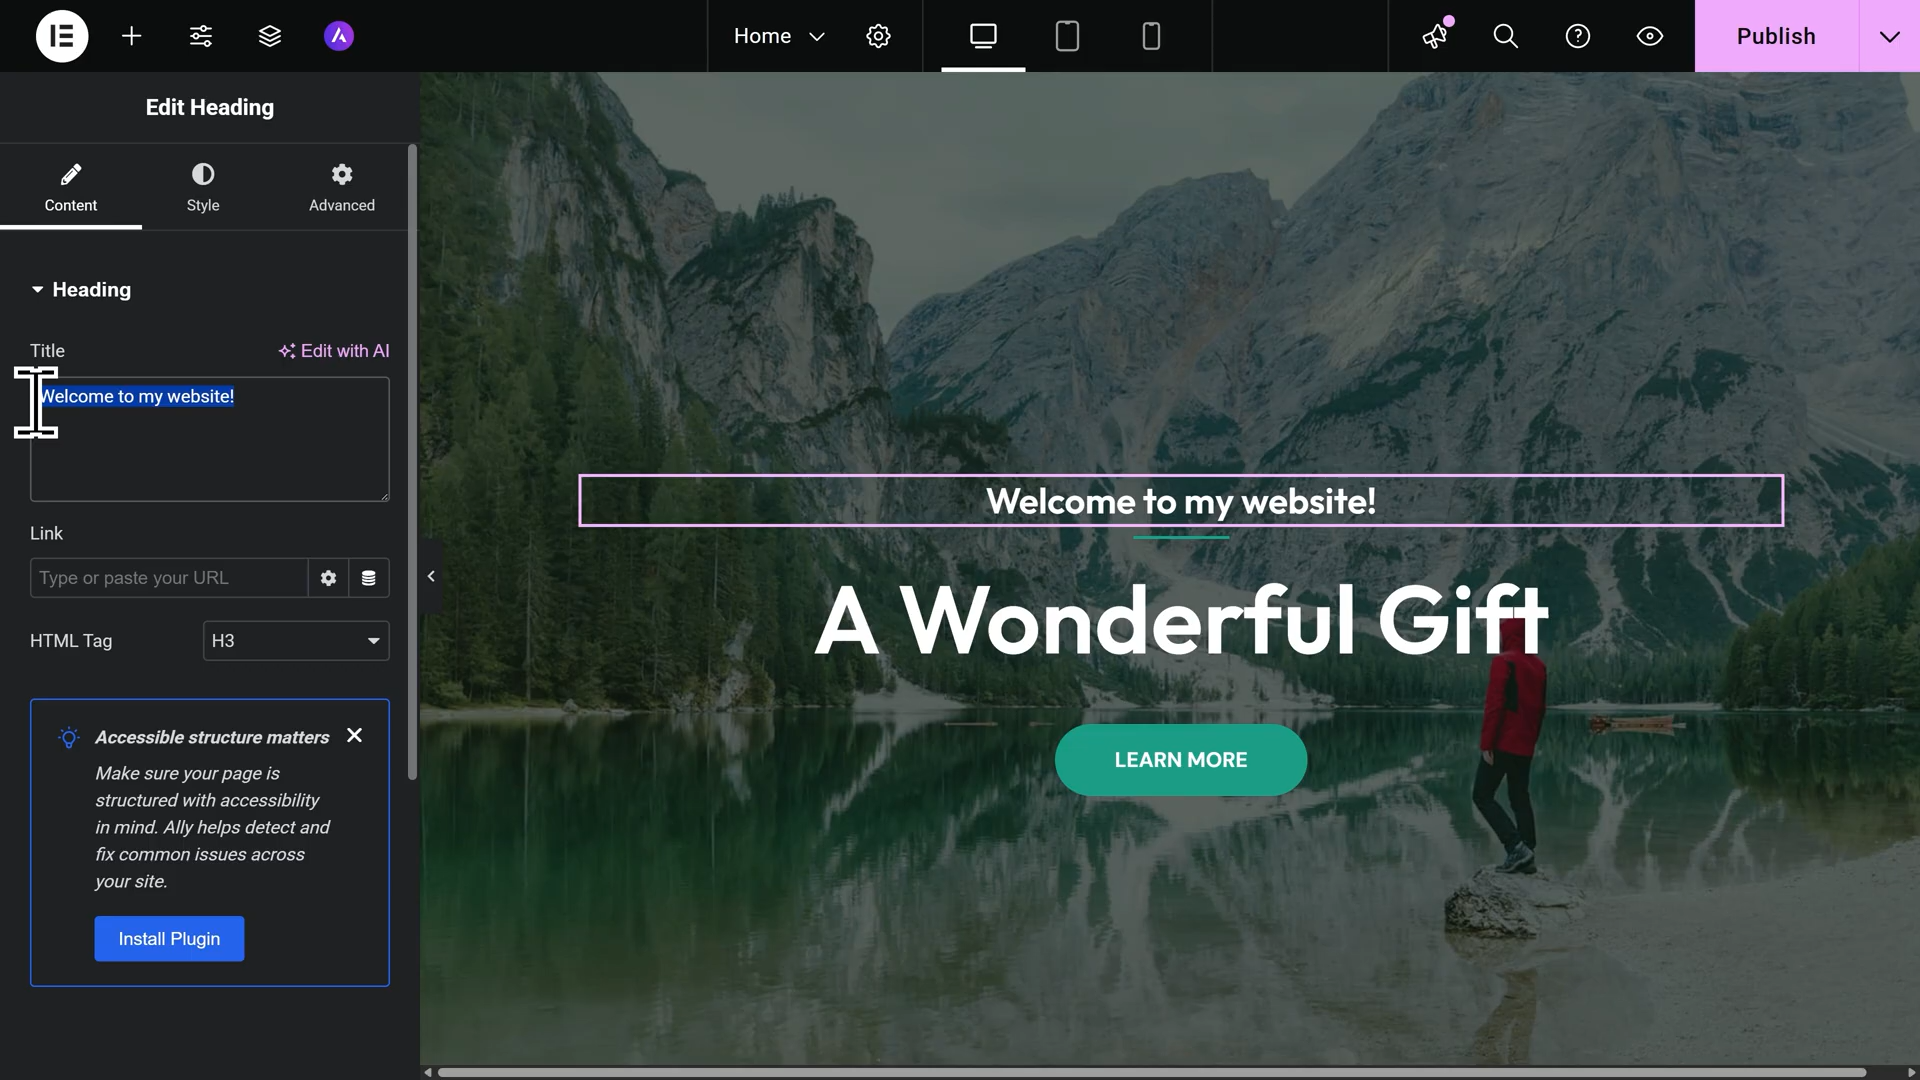 Home
Publish
Edit Heading
Content
Style
Advanced
Heading
Title
Edit with AI
Welcome to my website!
Link
Type or paste your URL
HTML Tag
H3
Accessible structure matters
Make sure your page is
structured with accessibility
in mind. Ally helps detect and
fix common issues across
your site.
Install Plugin
Welcome to my website!
A Wonderful Gift
LEARN MORE